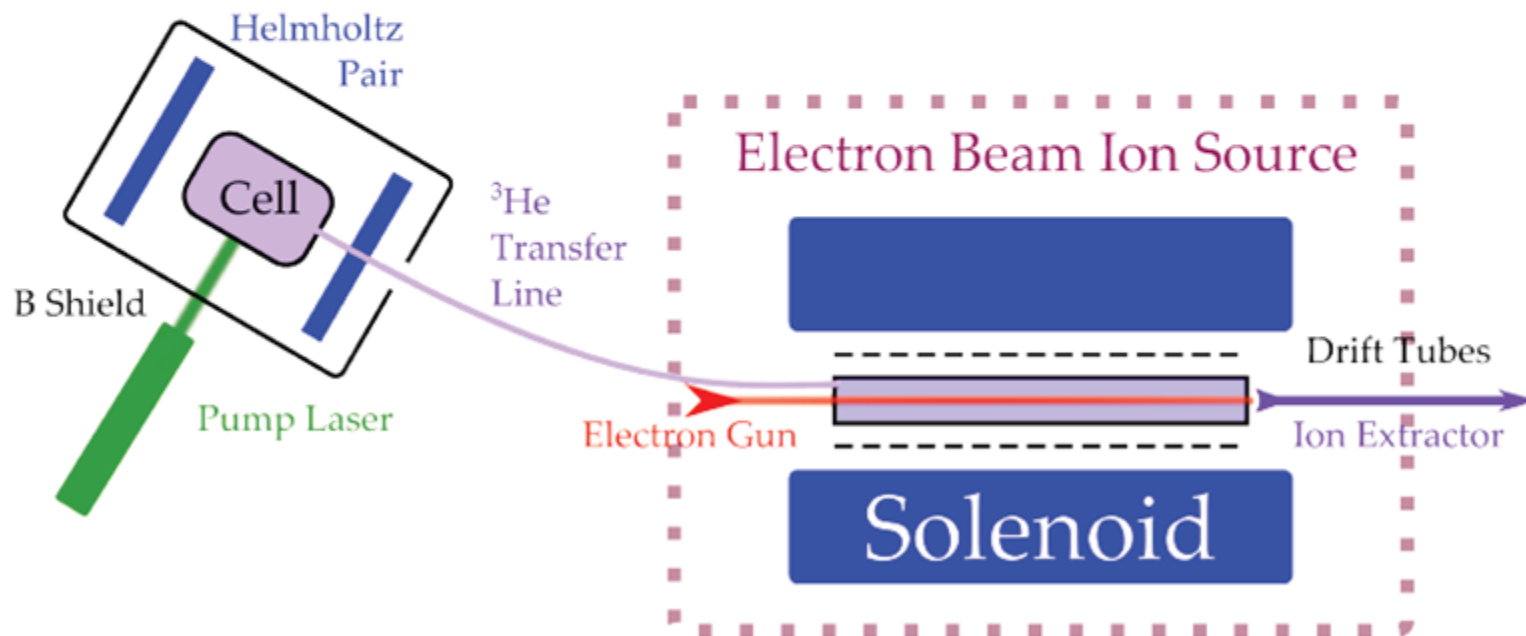 Helmholtz
Pair
Cell
B Shield
Pump Laser
³He
Transfer
Line
Electron Beam Ion Source
Drift Tubes
Electron Gun
Ion Extractor
Solenoid